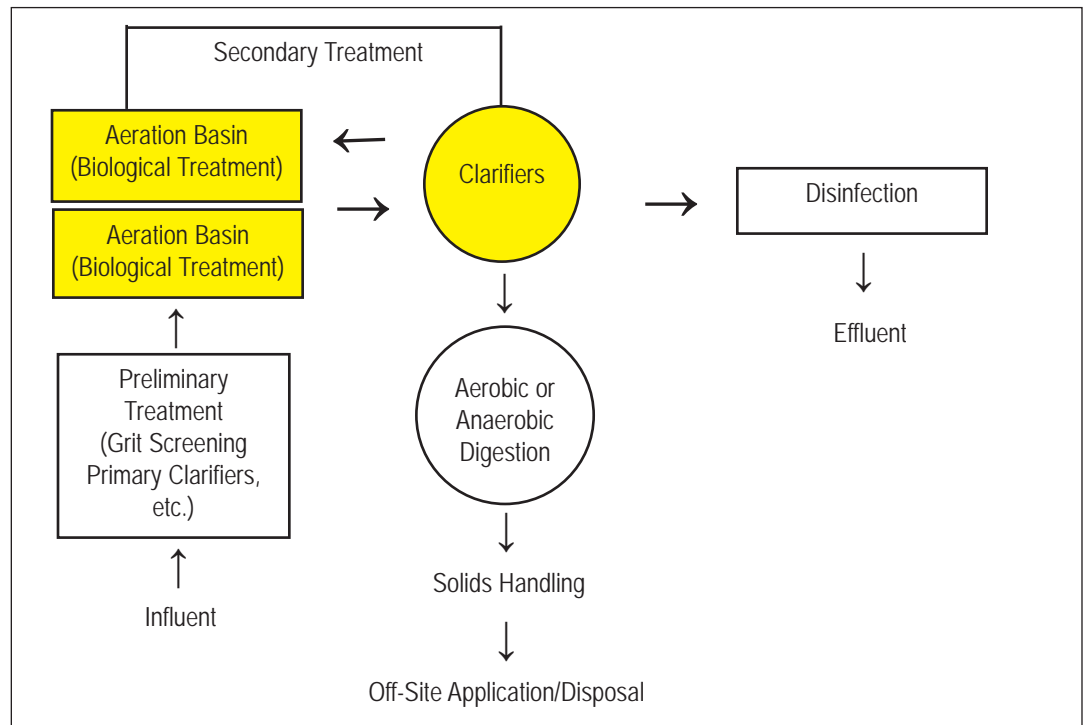 Secondary Treatment
Aeration Basin
(Biological Treatment)
Aeration Basin
(Biological Treatment)
Clarifiers
Disinfection
Effluent
Preliminary
Treatment
(Grit Screening
Primary Clarifiers,
etc.)
Influent
Aerobic or
Anaerobic
Digestion
Solids Handling
Off-Site Application/Disposal